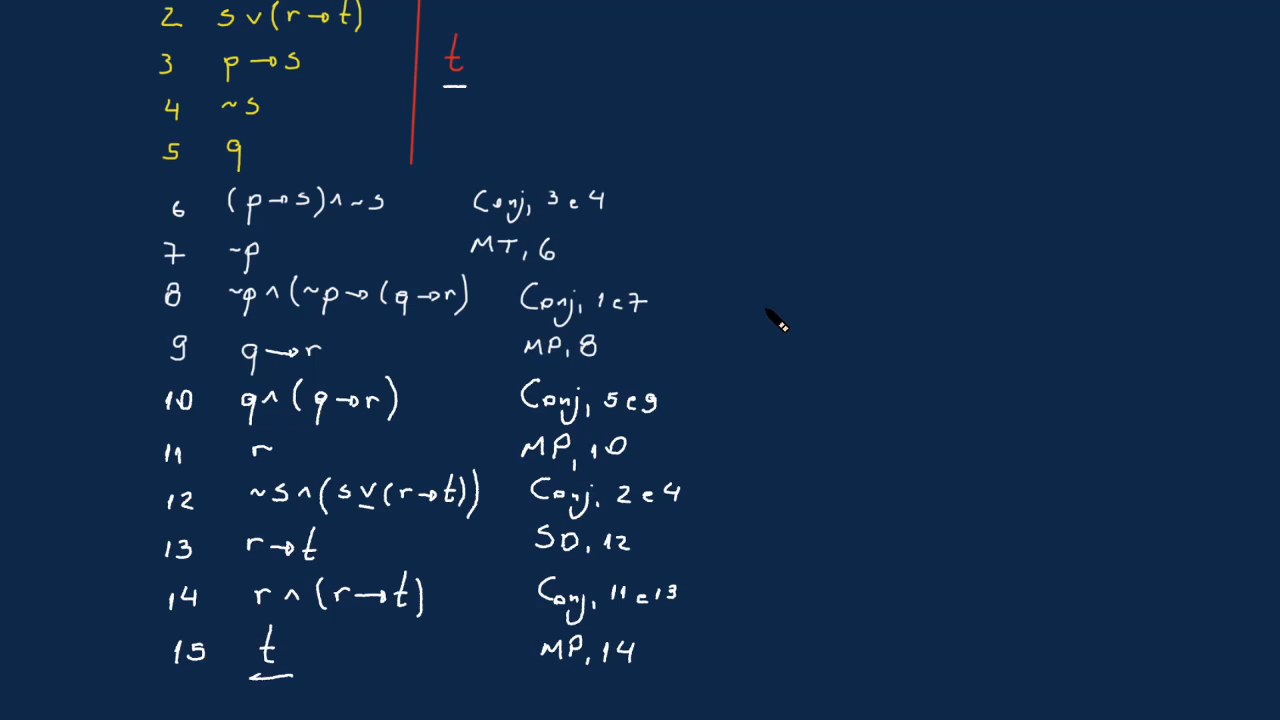 2 s ∨ (r → t)
t
3 p → s
4 ~ s
5 q
6 (p → s) ∧ ~ s Conj, 3 e 4
7 ~p MT, 6
8 ~p ∧ (~p → (q → r) Conj, 1 e 7
9 q → r MP, 8
10 q ∧ (q → r) Conj, 5 e 9
11 r MP, 10
12 ~s ∧ (s ∨ (r → t)) Conj, 2 e 4
13 r → t SD, 12
14 r ∧ (r → t) Conj, 11 e 13
15 t MP, 14